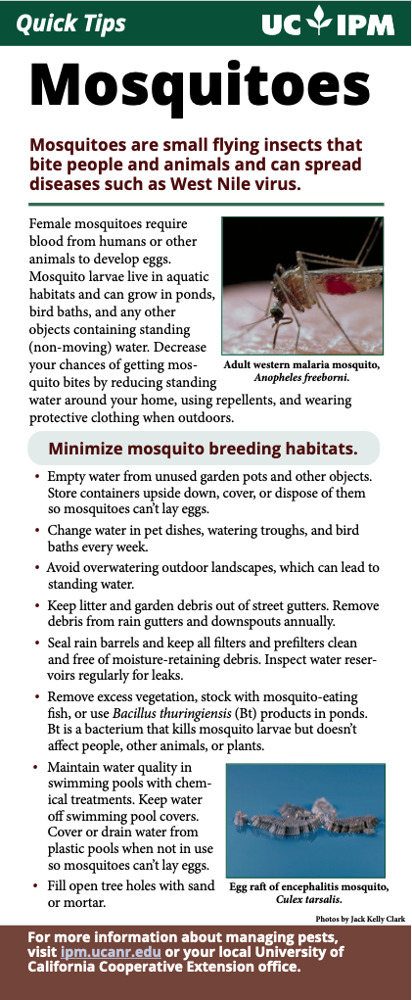 Quick Tips
UC IPM
Mosquitoes
Mosquitoes are small flying insects that
bite people and animals and can spread
diseases such as West Nile virus.
Female mosquitoes require
blood from humans or other
animals to develop eggs.
Mosquito larvae live in aquatic
habitats and can grow in ponds,
bird baths, and any other
objects containing standing
(non-moving) water. Decrease
your chances of getting mos-
quito bites by reducing standing
water around your home, using repellents, and wearing
protective clothing when outdoors.
Adult western malaria mosquito,
Anopheles freeborni.
Minimize mosquito breeding habitats.
• Empty water from unused garden pots and other objects.
Store containers upside down, cover, or dispose of them
so mosquitoes can't lay eggs.
• Change water in pet dishes, watering troughs, and bird
baths every week.
• Avoid overwatering outdoor landscapes, which can lead to
standing water.
• Keep litter and garden debris out of street gutters. Remove
debris from rain gutters and downspouts annually.
• Seal rain barrels and keep all filters and prefilters clean
and free of moisture-retaining debris. Inspect water reser-
voirs regularly for leaks.
• Remove excess vegetation, stock with mosquito-eating
fish, or use Bacillus thuringiensis (Bt) products in ponds.
Bt is a bacterium that kills mosquito larvae but doesn't
affect people, other animals, or plants.
• Maintain water quality in
swimming pools with chem-
ical treatments. Keep water
off swimming pool covers.
Cover or drain water from
plastic pools when not in use
so mosquitoes can't lay eggs.
• Fill open tree holes with sand
or mortar.
Egg raft of encephalitis mosquito,
Culex tarsalis.
Photos by Jack Kelly Clark
For more information about managing pests,
visit ipm.ucanr.edu or your local University of
California Cooperative Extension office.